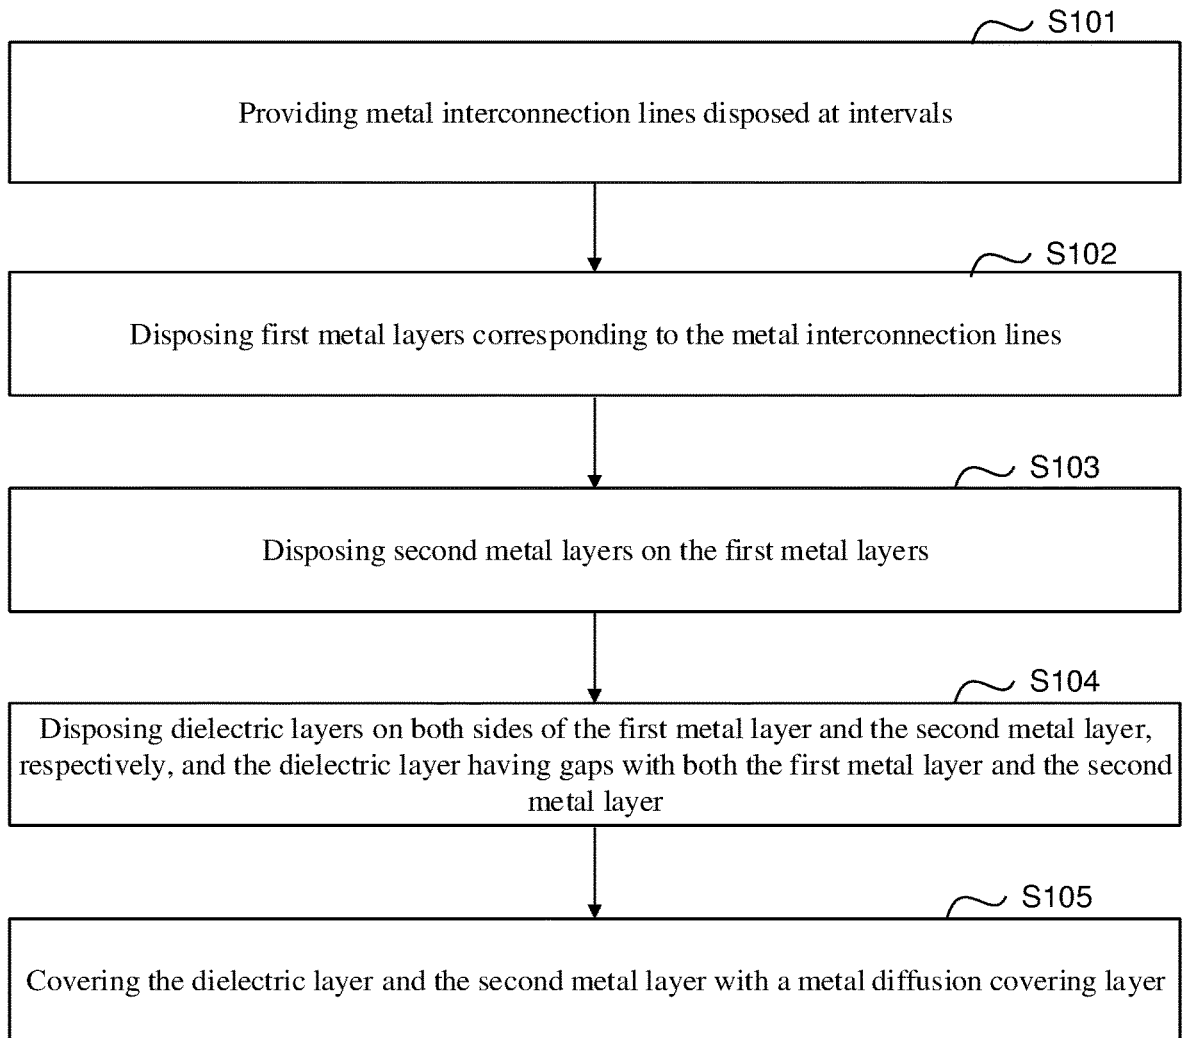 S101
Providing metal interconnection lines disposed at intervals
S102
Disposing first metal layers corresponding to the metal interconnection lines
S103
Disposing second metal layers on the first metal layers
S104
Disposing dielectric layers on both sides of the first metal layer and the second metal layer,
respectively, and the dielectric layer having gaps with both the first metal layer and the second
metal layer
S105
Covering the dielectric layer and the second metal layer with a metal diffusion covering layer